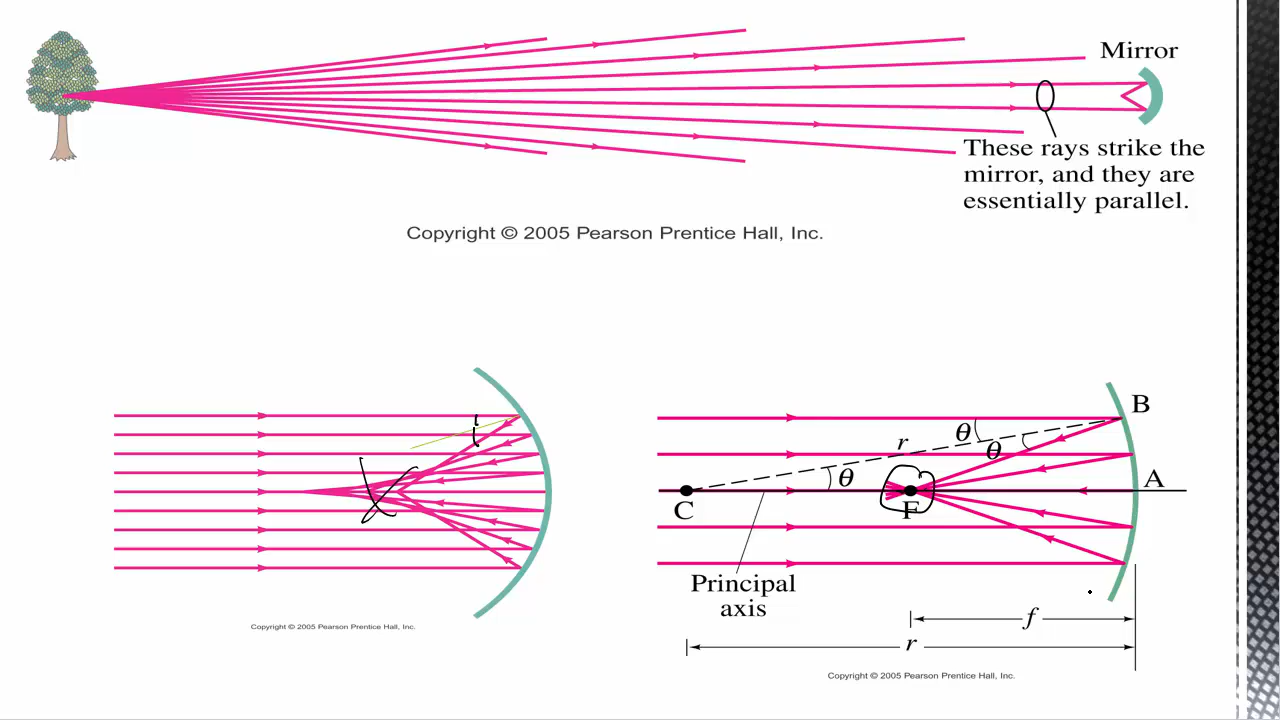 Mirror
These rays strike the
mirror, and they are
essentially parallel.
Copyright © 2005 Pearson Prentice Hall, Inc.
Copyright © 2005 Pearson Prentice Hall, Inc.
B
θ
r
θ
θ
A
C
F
Principal
axis
f
r
Copyright © 2005 Pearson Prentice Hall, Inc.